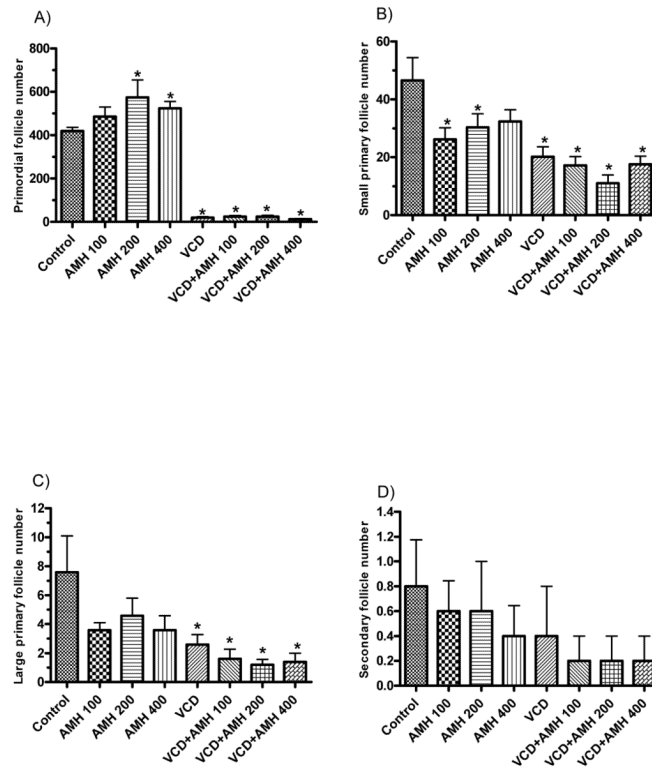 A)
Primordial follicle number
800
600
400
200
0
* * * * * *
Control
AMH 100
AMH 200
AMH 400
VCD
VCD+AMH 100
VCD+AMH 200
VCD+AMH 400
B)
Small primary follicle number
60
40
20
0
* * * * * *
Control
AMH 100
AMH 200
AMH 400
VCD
VCD+AMH 100
VCD+AMH 200
VCD+AMH 400
C)
Large primary follicle number
12
10
8
6
4
2
0
* * * *
Control
AMH 100
AMH 200
AMH 400
VCD
VCD+AMH 100
VCD+AMH 200
VCD+AMH 400
D)
Secondary follicle number
1.4
1.2
1.0
0.8
0.6
0.4
0.2
0.0
Control
AMH 100
AMH 200
AMH 400
VCD
VCD+AMH 100
VCD+AMH 200
VCD+AMH 400